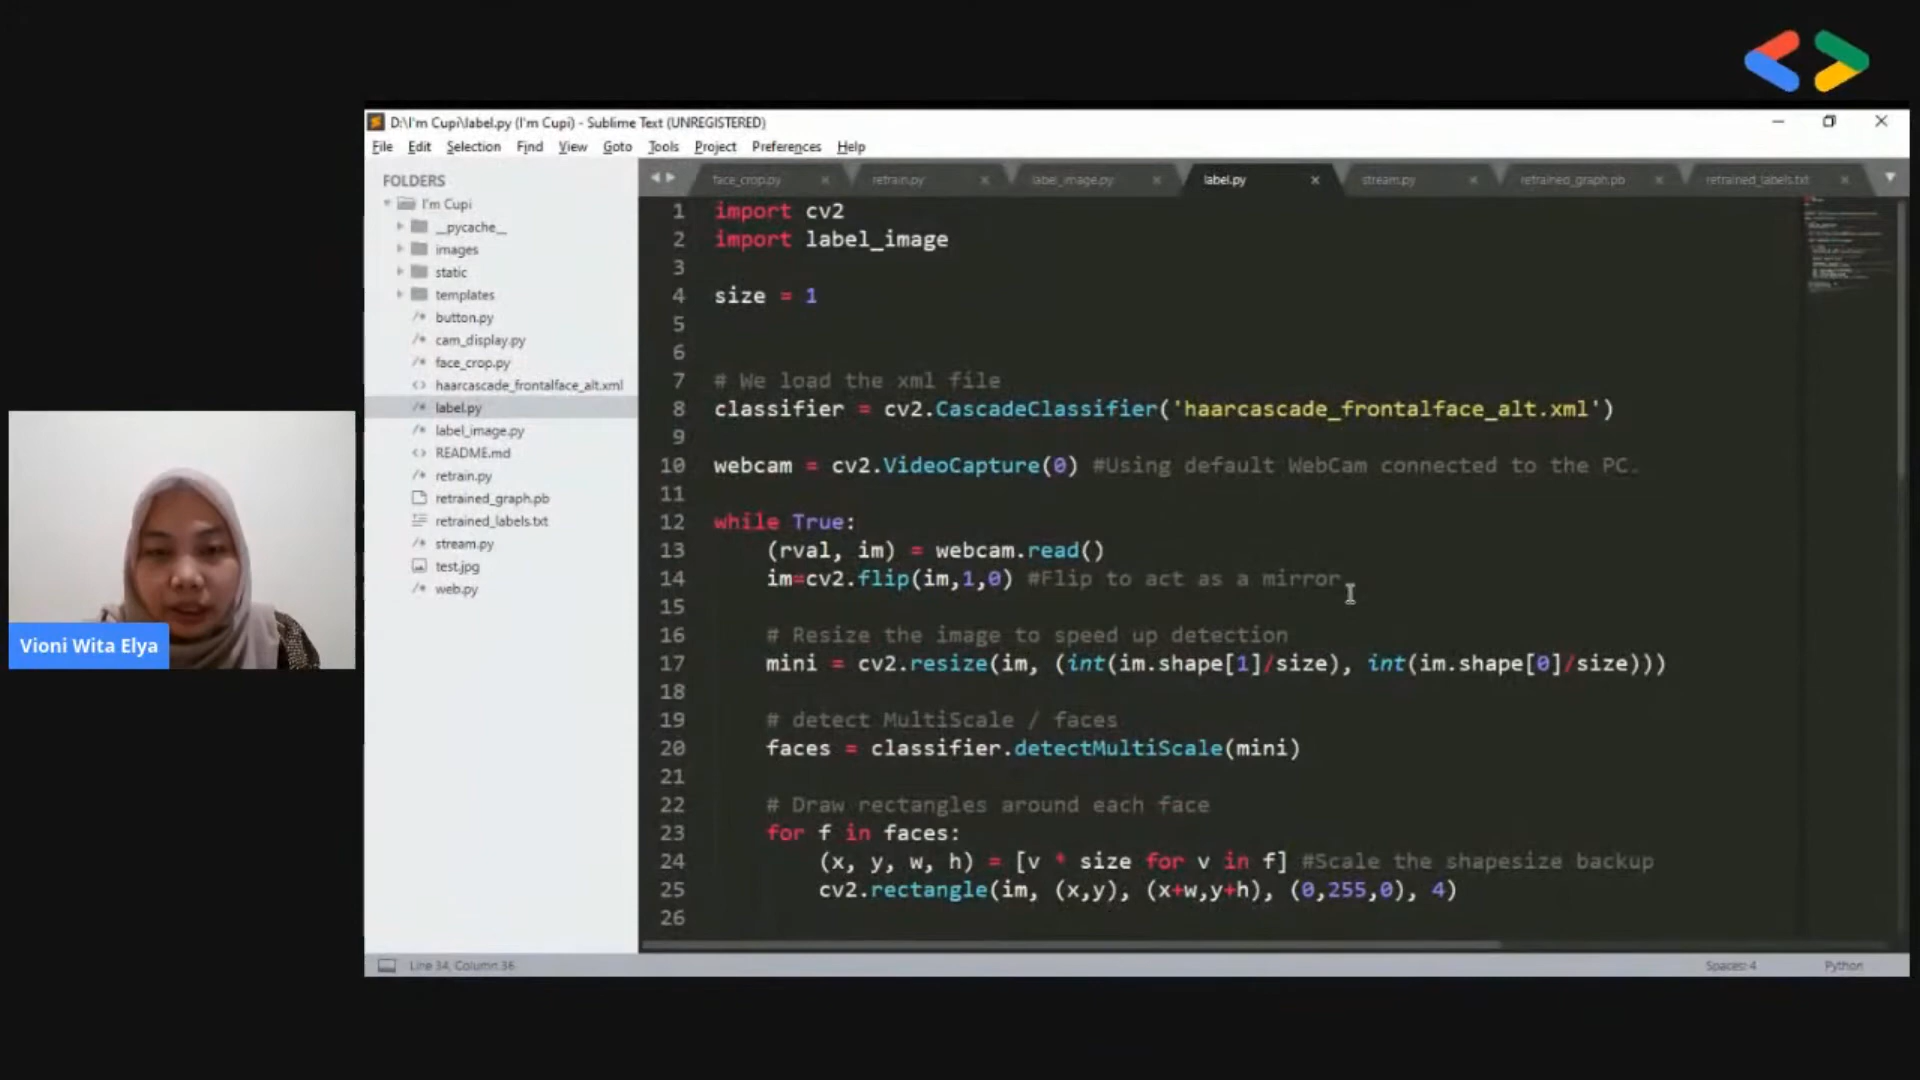 D:\I'm Cupi\label.py (I'm Cupi) - Sublime Text (UNREGISTERED)
File Edit Selection Find View Goto Tools Project Preferences Help
FOLDERS
I'm Cupi
__pycache__
images
static
templates
button.py
cam_display.py
face_crop.py
haarcascade_frontalface_alt.xml
label.py
label_image.py
README.md
retrain.py
retrained_graph.pb
retrained_labels.txt
stream.py
test.jpg
web.py
face_crop.py retrain.py label_image.py label.py stream.py retrained_graph.pb retrained_labels.txt
1 import cv2
2 import label_image
3
4 size = 1
5
6
7 # We load the xml file
8 classifier = cv2.CascadeClassifier('haarcascade_frontalface_alt.xml')
9
10 webcam = cv2.VideoCapture(0) #Using default WebCam connected to the PC.
11
12 while True:
13 (rval, im) = webcam.read()
14 im=cv2.flip(im,1,0) #Flip to act as a mirror
15
16 # Resize the image to speed up detection
17 mini = cv2.resize(im, (int(im.shape[1]/size), int(im.shape[0]/size)))
18
19 # detect MultiScale / faces
20 faces = classifier.detectMultiScale(mini)
21
22 # Draw rectangles around each face
23 for f in faces:
24 (x, y, w, h) = [v * size for v in f] #Scale the shapesize backup
25 cv2.rectangle(im, (x,y), (x+w,y+h), (0,255,0), 4)
26
Line 34, Column 36
Spaces: 4
Python
Vioni Wita Elya